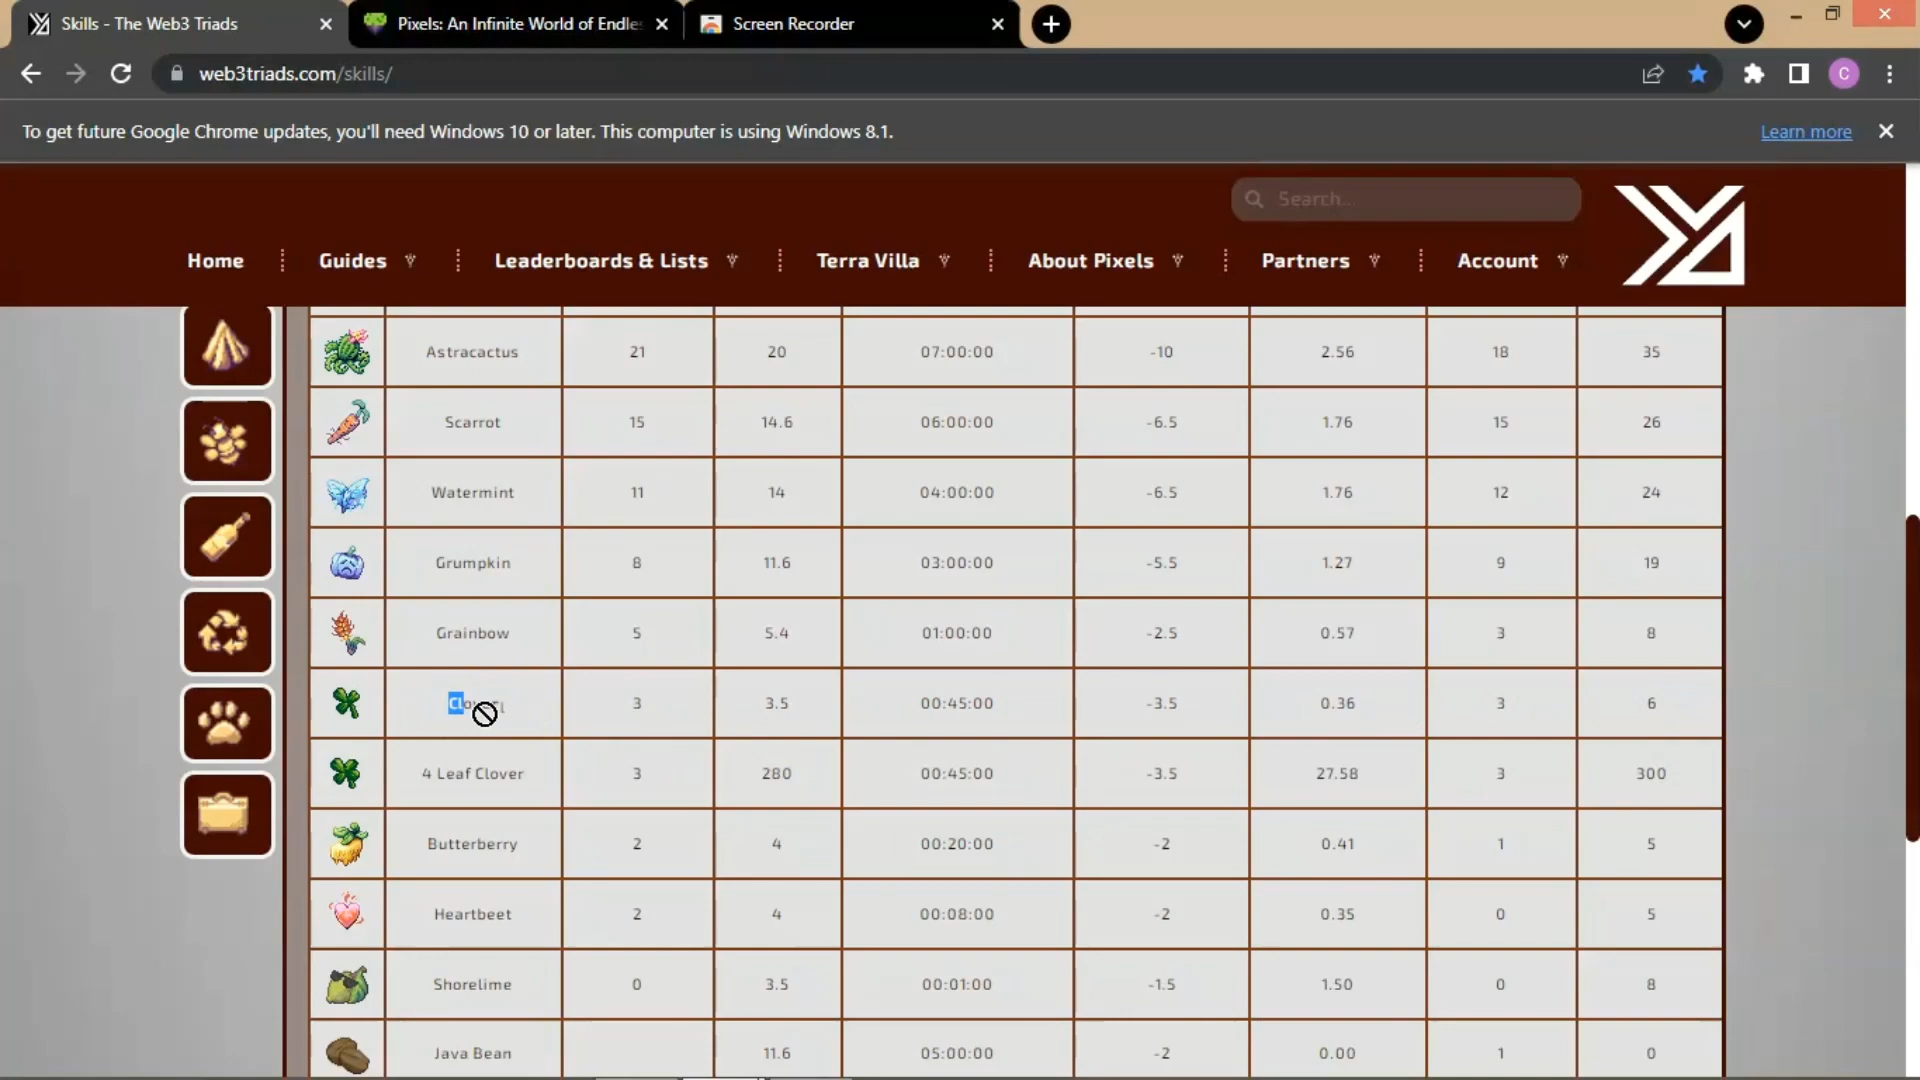 Skills - The Web3 Triads
Pixels: An Infinite World of Endle
Screen Recorder
web3triads.com/skills/
C
To get future Google Chrome updates, you'll need Windows 10 or later. This computer is using Windows 8.1.
Learn more
Search...
Home
Guides
Leaderboards & Lists
Terra Villa
About Pixels
Partners
Account
Astracactus 21 20 07:00:00 -10 2.56 18 35
Scarrot 15 14.6 06:00:00 -6.5 1.76 15 26
Watermint 11 14 04:00:00 -6.5 1.76 12 24
Grumpkin 8 11.6 03:00:00 -5.5 1.27 9 19
Grainbow 5 5.4 01:00:00 -2.5 0.57 3 8
3 3.5 00:45:00 -3.5 0.36 3 6
4 Leaf Clover 3 280 00:45:00 -3.5 27.58 3 300
Butterberry 2 4 00:20:00 -2 0.41 1 5
Heartbeet 2 4 00:08:00 -2 0.35 0 5
Shorelime 0 3.5 00:01:00 -1.5 1.50 0 8
Java Bean 11.6 05:00:00 -2 0.00 1 0